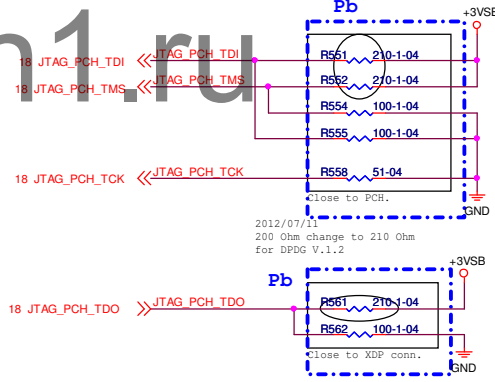 Pb
+3VSB
n1.ru
18 JTAG_PCH_TDI JTAG_PCH_TDI R551 210-1-04
18 JTAG_PCH_TMS JTAG_PCH_TMS R552 210-1-04
R554 100-1-04
R555 100-1-04
18 JTAG_PCH_TCK JTAG_PCH_TCK R558 51-04
Close to PCH.
GND
2012/07/11
200 Ohm change to 210 Ohm
for DPDG V.1.2
+3VSB
Pb
18 JTAG_PCH_TDO JTAG_PCH_TDO R561 210-1-04
R562 100-1-04
Close to XDP conn.
GND